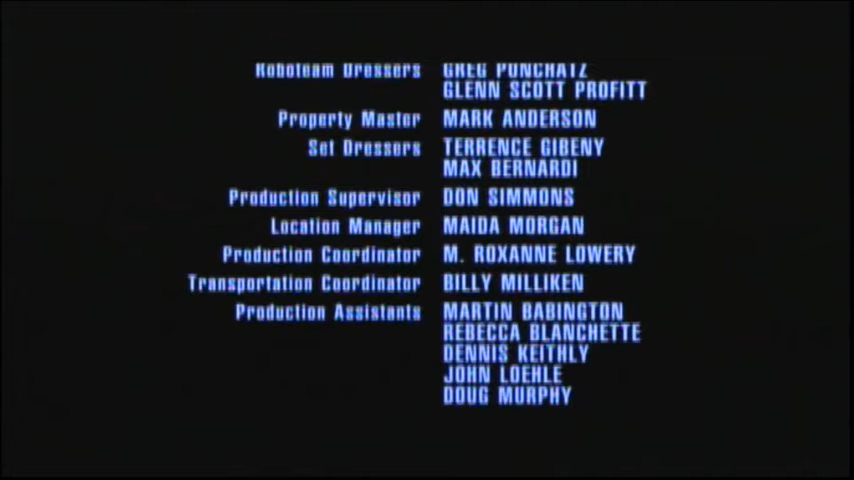 Roboteam Dressers GREG PUNCHATZ
GLENN SCOTT PROFITT
Property Master MARK ANDERSON
Set Dressers TERRENCE GIBENY
MAX BERNARDI
Production Supervisor DON SIMMONS
Location Manager MAIDA MORGAN
Production Coordinator M. ROXANNE LOWERY
Transportation Coordinator BILLY MILLIKEN
Production Assistants MARTIN BABINGTON
REBECCA BLANCHETTE
DENNIS KEITHLY
JOHN LOEHLE
DOUG MURPHY